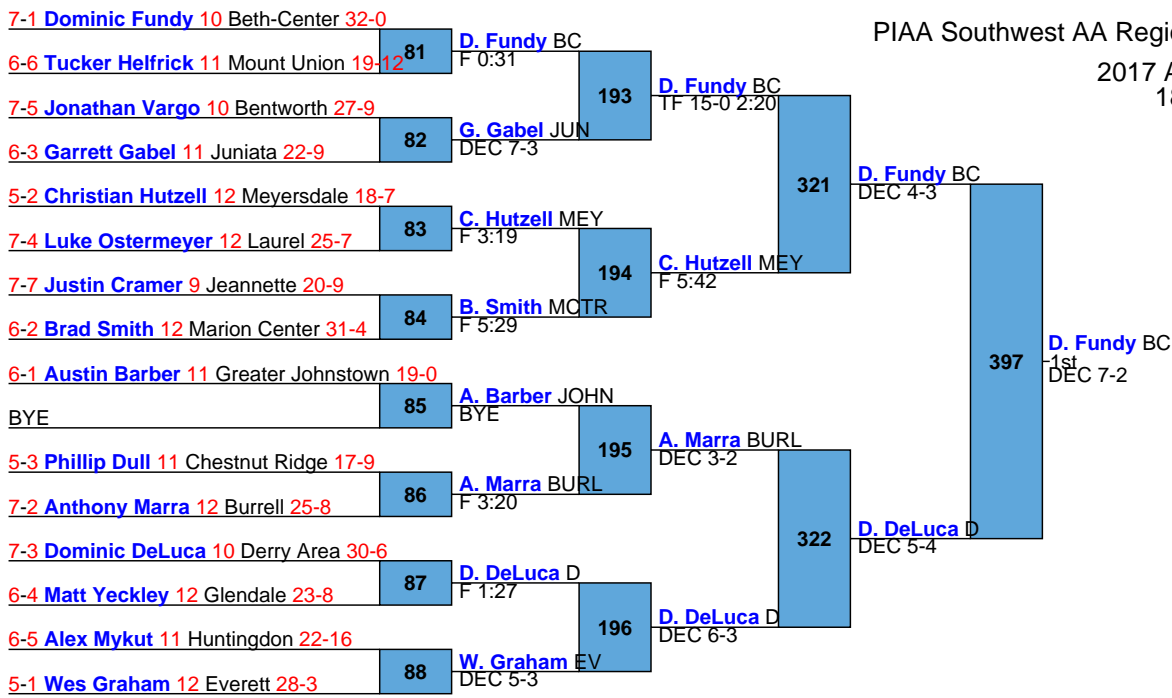 7-1 Dominic Fundy 10 Beth-Center 32-0
6-6 Tucker Helfrick 11 Mount Union 19-12
7-5 Jonathan Vargo 10 Bentworth 27-9
6-3 Garrett Gabel 11 Juniata 22-9
5-2 Christian Hutzell 12 Meyersdale 18-7
7-4 Luke Ostermeyer 12 Laurel 25-7
7-7 Justin Cramer 9 Jeannette 20-9
6-2 Brad Smith 12 Marion Center 31-4
6-1 Austin Barber 11 Greater Johnstown 19-0
BYE
5-3 Phillip Dull 11 Chestnut Ridge 17-9
7-2 Anthony Marra 12 Burrell 25-8
7-3 Dominic DeLuca 10 Derry Area 30-6
6-4 Matt Yeckley 12 Glendale 23-8
6-5 Alex Mykut 11 Huntingdon 22-16
5-1 Wes Graham 12 Everett 28-3
81
82
83
84
85
86
87
88
D. Fundy BC
F 0:31
G. Gabel JUN
DEC 7-3
C. Hutzell MEY
F 3:19
B. Smith MCTR
F 5:29
A. Barber JOHN
BYE
A. Marra BURL
F 3:20
D. DeLuca D
F 1:27
W. Graham EV
DEC 5-3
193
194
195
196
D. Fundy BC
TF 15-0 2:20
C. Hutzell MEY
F 5:42
A. Marra BURL
DEC 3-2
D. DeLuca D
DEC 6-3
321
322
D. Fundy BC
DEC 4-3
D. DeLuca D
DEC 5-4
397
D. Fundy BC
1st
DEC 7-2
PIAA Southwest AA Regi
2017 A
18